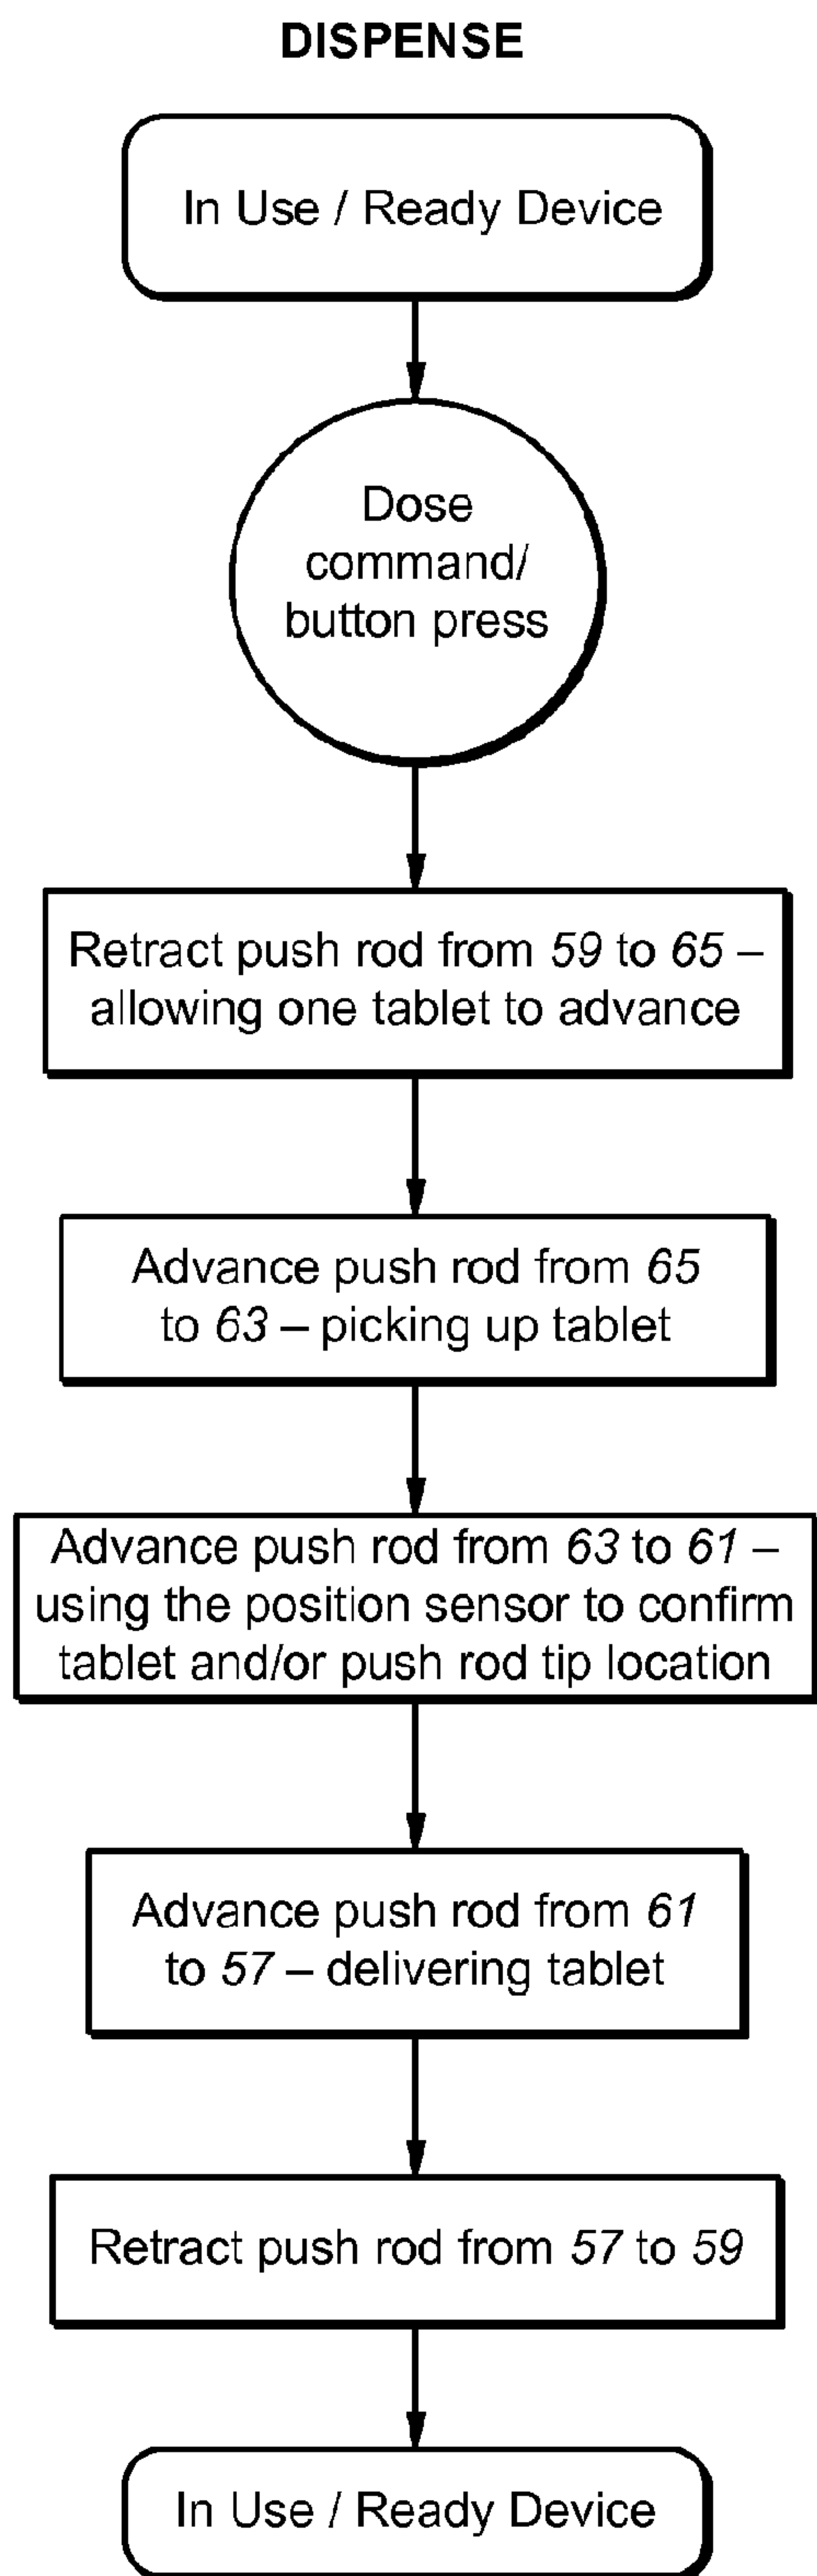 DISPENSE
In Use / Ready Device
Dose
command/
button press
Retract push rod from 59 to 65 –
allowing one tablet to advance
Advance push rod from 65
to 63 – picking up tablet
Advance push rod from 63 to 61 –
using the position sensor to confirm
tablet and/or push rod tip location
Advance push rod from 61
to 57 – delivering tablet
Retract push rod from 57 to 59
In Use / Ready Device